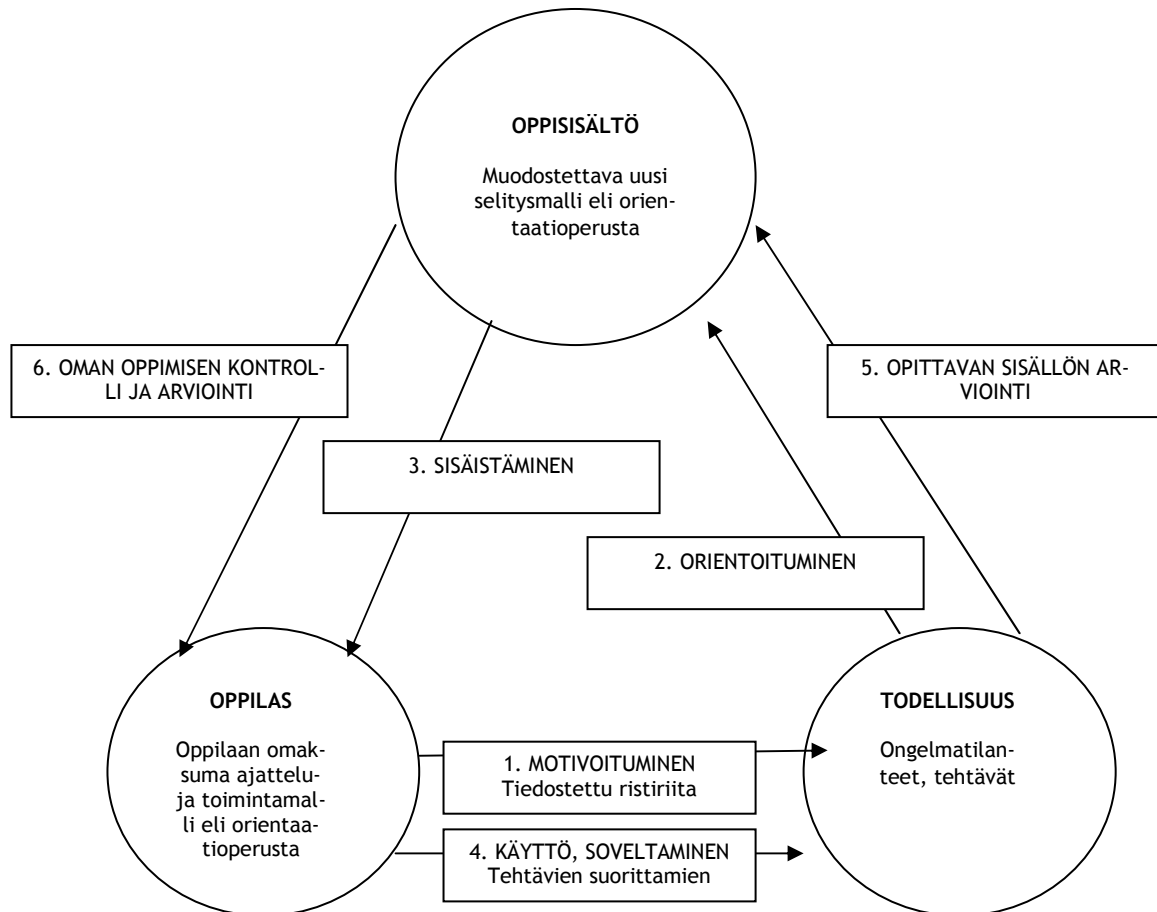 OPPISISÄLTÖ
Muodostettava uusi
selitysmalli eli orien-
taatioperusta
6. OMAN OPPIMISEN KONTROL-
LI JA ARVIOINTI
5. OPITTAVAN SISÄLLÖN AR-
VIOINTI
3. SISÄISTÄMINEN
2. ORIENTOITUMINEN
OPPILAS
Oppilaan omak-
suma ajattelu-
ja toimintamal-
li eli orientaa-
tioperusta
1. MOTIVOITUMINEN
Tiedostettu ristiriita
4. KÄYTTÖ, SOVELTAMINEN
Tehtävien suorittamien
TODELLISUUS
Ongelmatilan-
teet, tehtävät